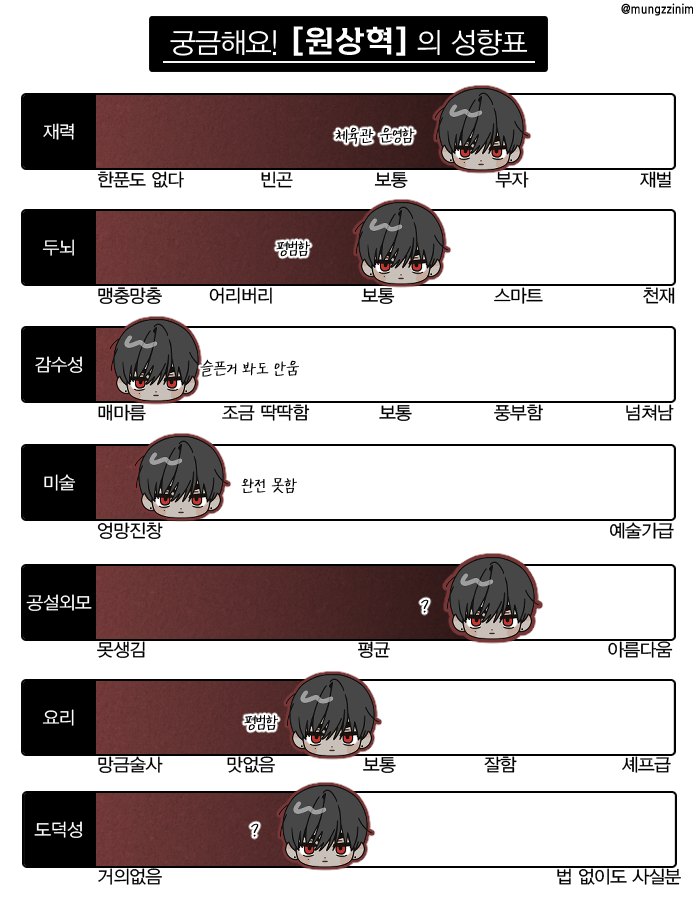 @mungzzinim
궁금해요! [원상혁] 의 성향표
재력
체육관 운영함
한푼도 없다 빈곤 보통 부자 재벌
두뇌
평범함
맹충망충 어리버리 보통 스마트 천재
감수성
슬픈거 봐도 안움
매마름 조금 딱딱함 보통 풍부함 넘쳐남
미술
완전 못함
엉망진창 예술가급
공설외모
?
못생김 평균 아름다움
요리
평범함
망금술사 맛없음 보통 잘함 셰프급
도덕성
?
거의없음 법 없이도 사실분